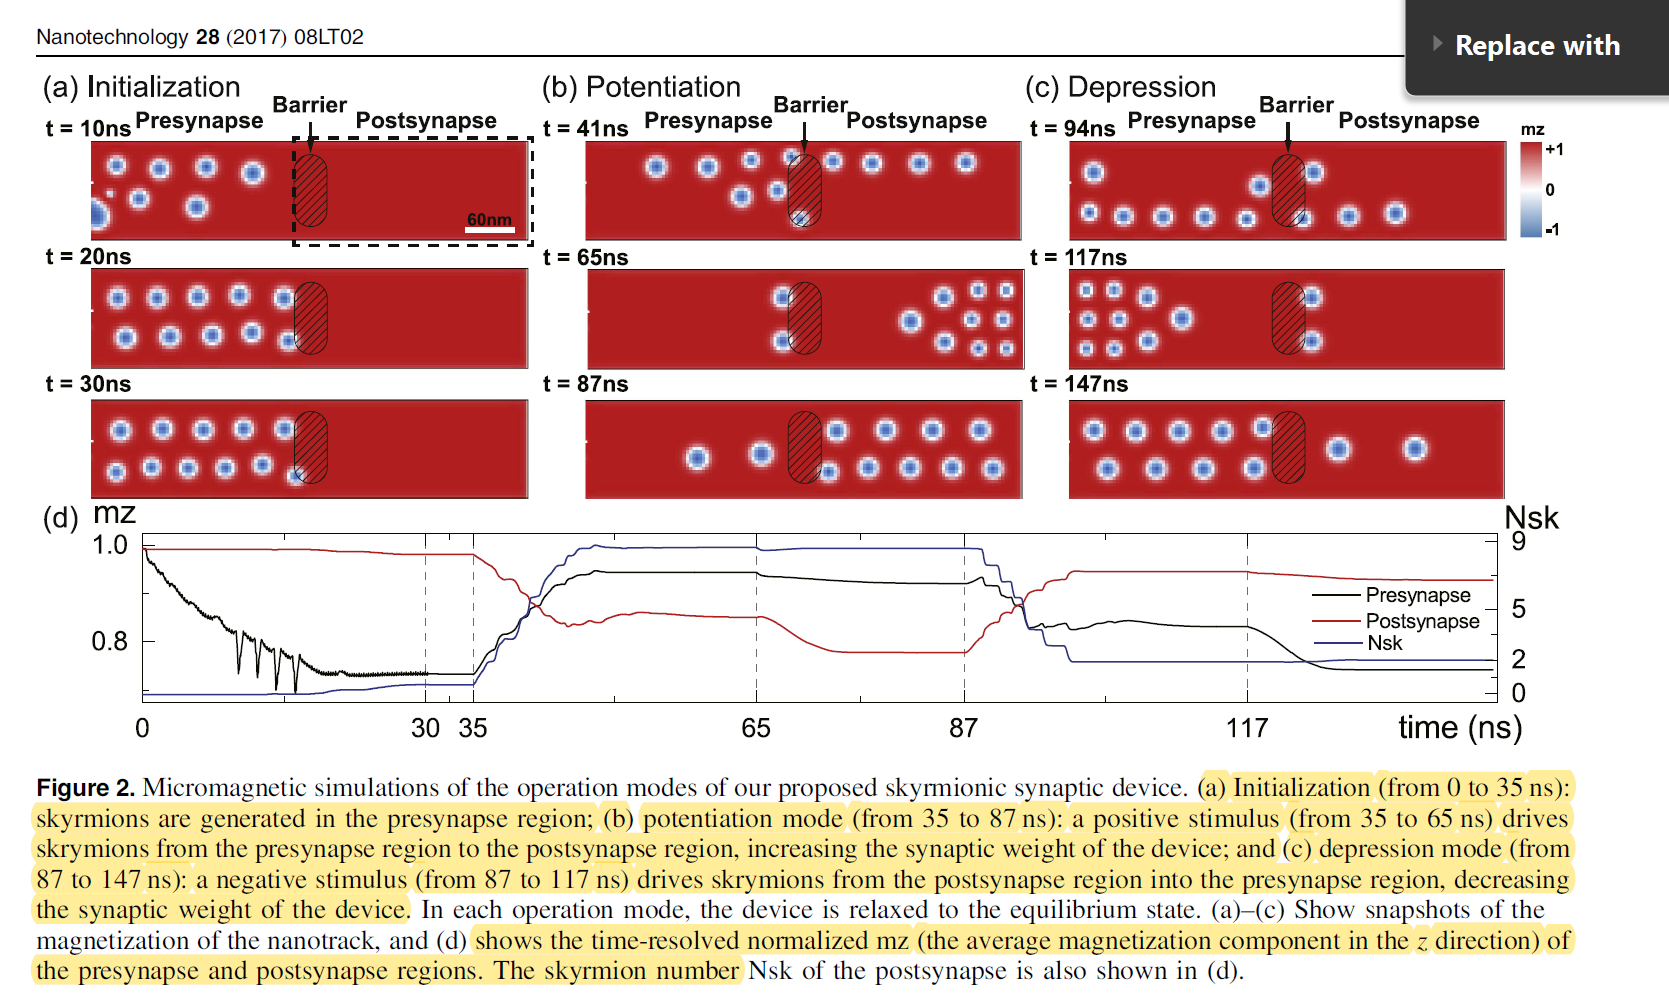 Nanotechnology 28 (2017) 08LT02
Replace with
(a) Initialization
Barrier
t = 10ns Presynapse Postsynapse
60nm
t = 20ns
t = 30ns
(b) Potentiation
Barrier
t = 41ns Presynapse Postsynapse
t = 65ns
t = 87ns
(c) Depression
Barrier
t = 94ns Presynapse Postsynapse
t = 117ns
t = 147ns
mz
+1
0
-1
(d) mz Nsk
1.0 9
0.8 5
2
0
Presynapse
Postsynapse
Nsk
0 30 35 65 87 117 time (ns)
Figure 2. Micromagnetic simulations of the operation modes of our proposed skyrmionic synaptic device. (a) Initialization (from 0 to 35 ns):
skyrmions are generated in the presynapse region; (b) potentiation mode (from 35 to 87 ns): a positive stimulus (from 35 to 65 ns) drives
skrymions from the presynapse region to the postsynapse region, increasing the synaptic weight of the device; and (c) depression mode (from
87 to 147 ns): a negative stimulus (from 87 to 117 ns) drives skrymions from the postsynapse region into the presynapse region, decreasing
the synaptic weight of the device. In each operation mode, the device is relaxed to the equilibrium state. (a)–(c) Show snapshots of the
magnetization of the nanotrack, and (d) shows the time-resolved normalized mz (the average magnetization component in the z direction) of
the presynapse and postsynapse regions. The skyrmion number Nsk of the postsynapse is also shown in (d).